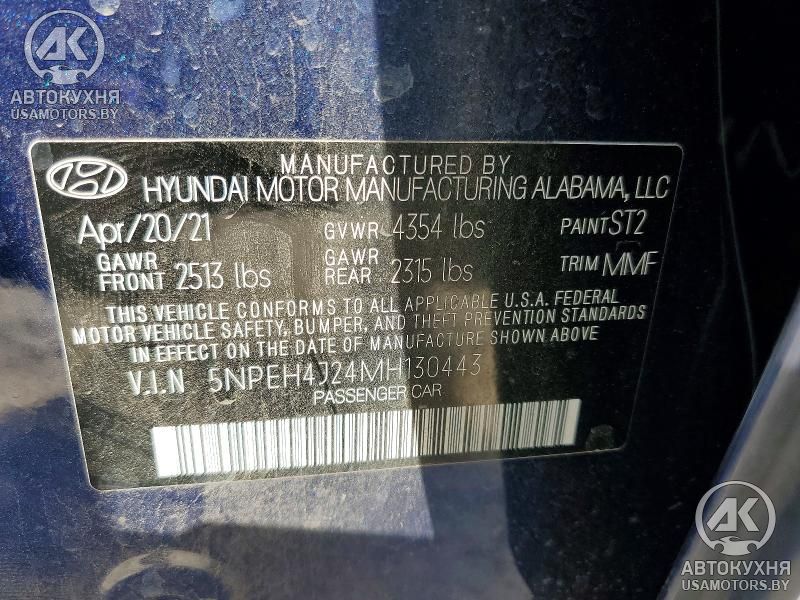 AK
АВТОКУХНЯ
USAMOTORS.BY
MANUFACTURED BY
HYUNDAI MOTOR MANUFACTURING ALABAMA, LLC
Apr/20/21 GVWR 4354 lbs PAINT ST2
GAWR FRONT 2513 lbs GAWR REAR 2315 lbs TRIM MMF
THIS VEHICLE CONFORMS TO ALL APPLICABLE U.S.A. FEDERAL
MOTOR VEHICLE SAFETY, BUMPER, AND THEFT PREVENTION STANDARDS
IN EFFECT ON THE DATE OF MANUFACTURE SHOWN ABOVE
V.I.N 5NPEH4J24MH130443
PASSENGER CAR
AK
АВТОКУХНЯ
USAMOTORS.BY